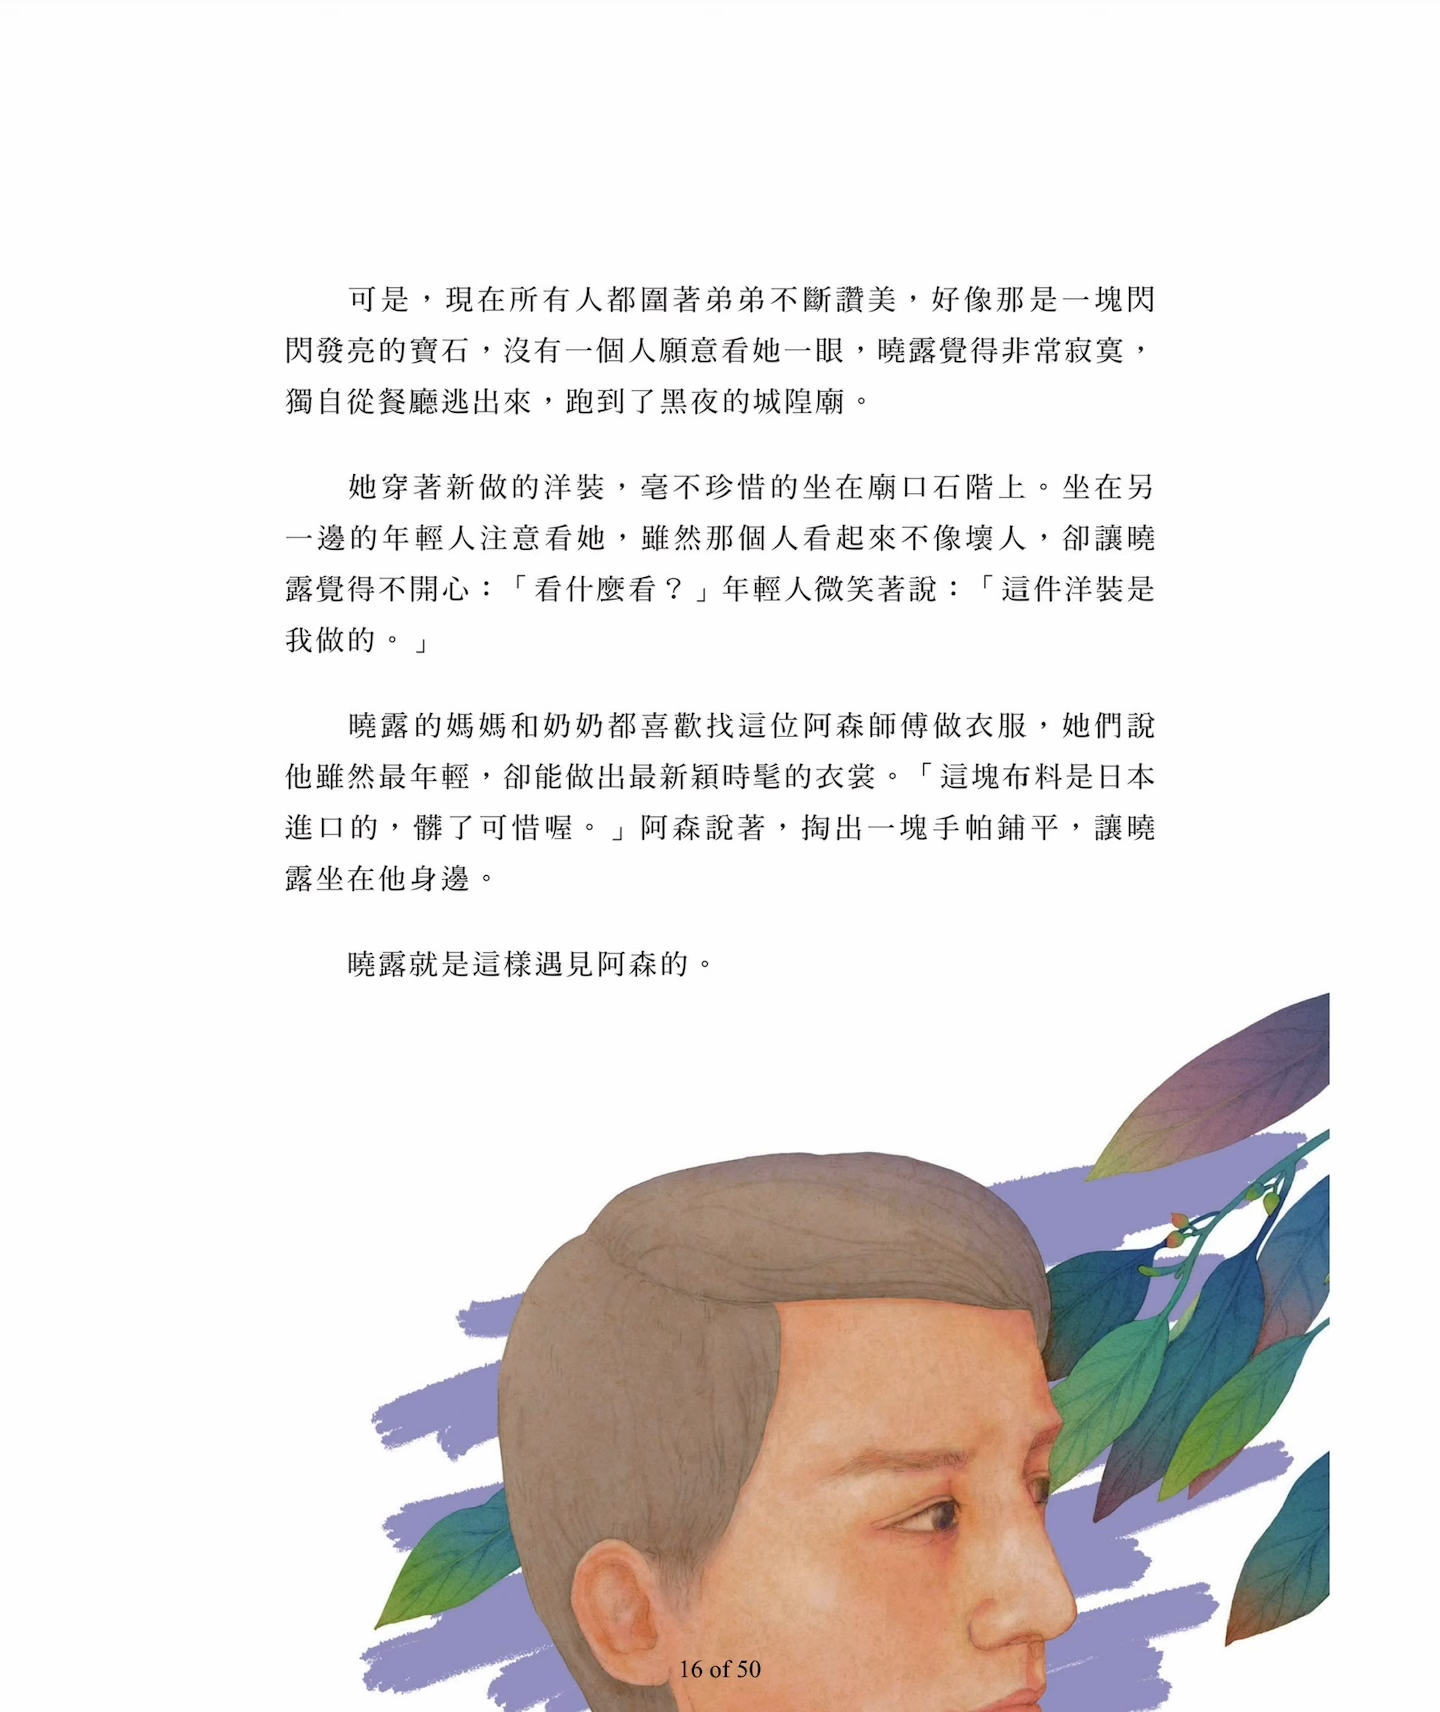 可是，現在所有人都圍著弟弟不斷讚美，好像那是一塊閃
閃發亮的寶石，沒有一個人願意看她一眼，曉露覺得非常寂寞，
獨自從餐廳逃出來，跑到了黑夜的城隍廟。
她穿著新做的洋裝，毫不珍惜的坐在廟口石階上。坐在另
一邊的年輕人注意看她，雖然那個人看起來不像壞人，卻讓曉
露覺得不開心：「看什麼看？」年輕人微笑著說：「這件洋裝是
我做的。」
曉露的媽媽和奶奶都喜歡找這位阿森師傅做衣服，她們說
他雖然最年輕，卻能做出最新穎時髦的衣裳。「這塊布料是日本
進口的，髒了可惜喔。」阿森說著，掏出一塊手帕鋪平，讓曉
露坐在他身邊。
曉露就是這樣遇見阿森的。
16 of 50